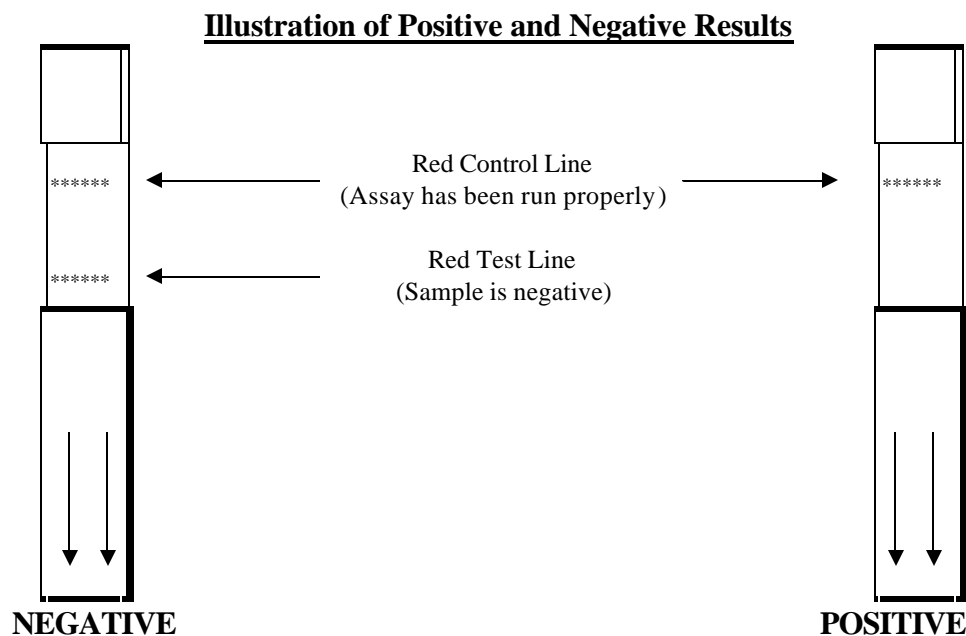 Illustration of Positive and Negative Results
****** Red Control Line ******
(Assay has been run properly)
****** Red Test Line
(Sample is negative)
NEGATIVE POSITIVE